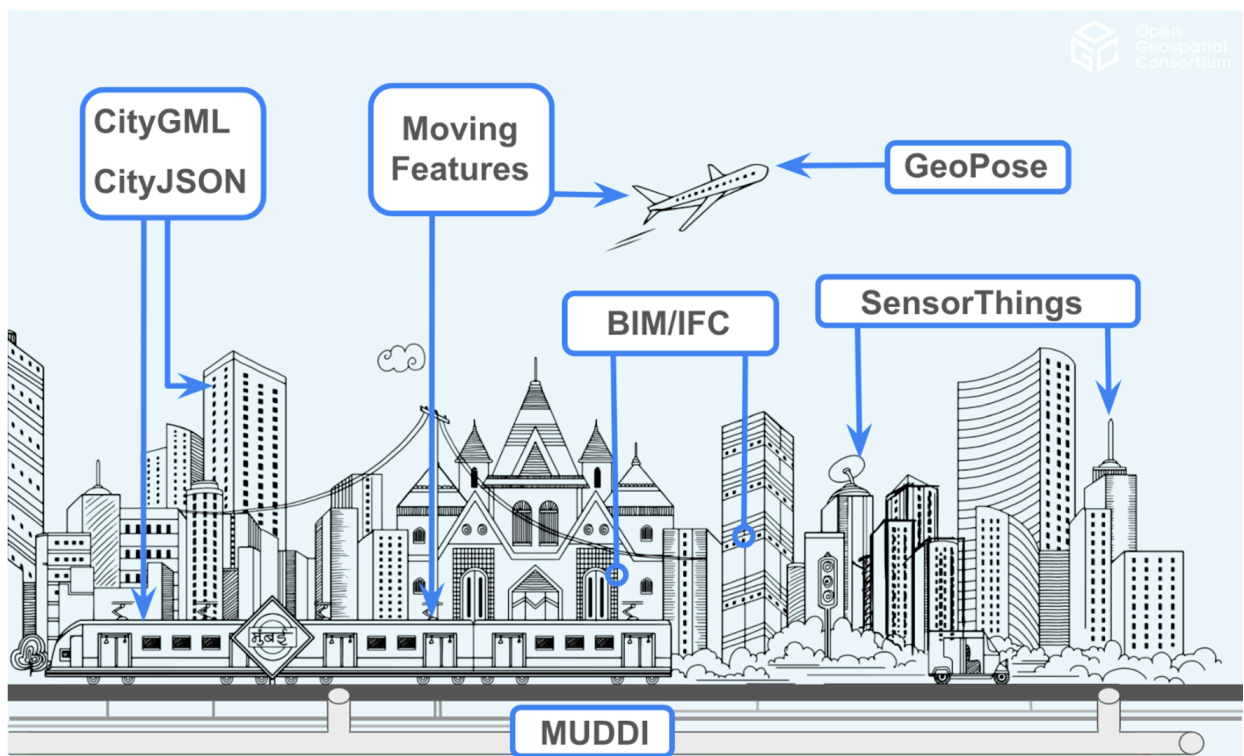 Open
Geospatial
Consortium
CityGML
CityJSON
Moving
Features
GeoPose
BIM/IFC
SensorThings
मुंबई
MUDDI